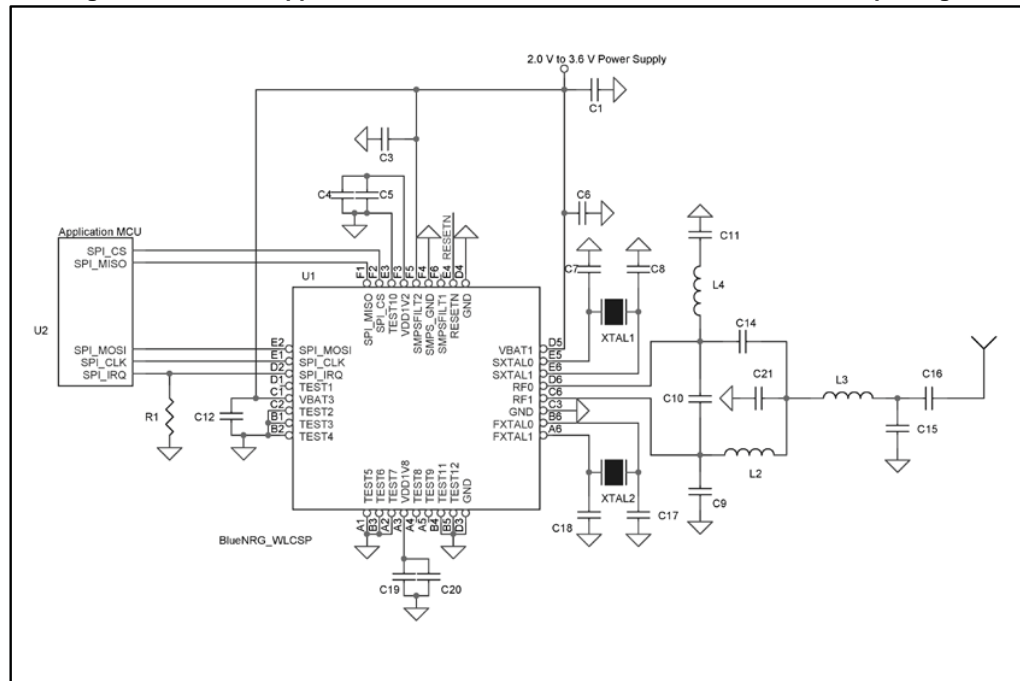 2.0 V to 3.6 V Power Supply
C1
C3
C4
C5
C6
RESETN
C11
Application MCU
SPI_CS
SPI_MISO
U1
F1
F2
E3
F3
F5
F4
F6
E4
D4
C7
C8
L4
SPI_MISO
SPI_CS
TEST10
VDD1V2
SMPSFILT2
SMPS_GND
SMPSFILT1
RESETN
GND
XTAL1
U2
C14
SPI_MOSI
SPI_CLK
SPI_IRQ
E2
E1
D2
D1
C1
C2
B1
B2
SPI_MOSI
SPI_CLK
SPI_IRQ
TEST1
VBAT3
TEST2
TEST3
TEST4
VBAT1
SXTAL0
SXTAL1
RF0
RF1
GND
FXTAL0
FXTAL1
D5
E5
E6
D6
C6
C3
B6
A6
C21
L3
C16
C10
R1
C12
C15
L2
TEST5
TEST6
TEST7
VDD1V8
TEST8
TEST9
TEST11
TEST12
GND
XTAL2
C9
A1
B3
A2
A3
A4
A5
B4
B5
D3
C18
C17
BlueNRG_WLCSP
C19
C20